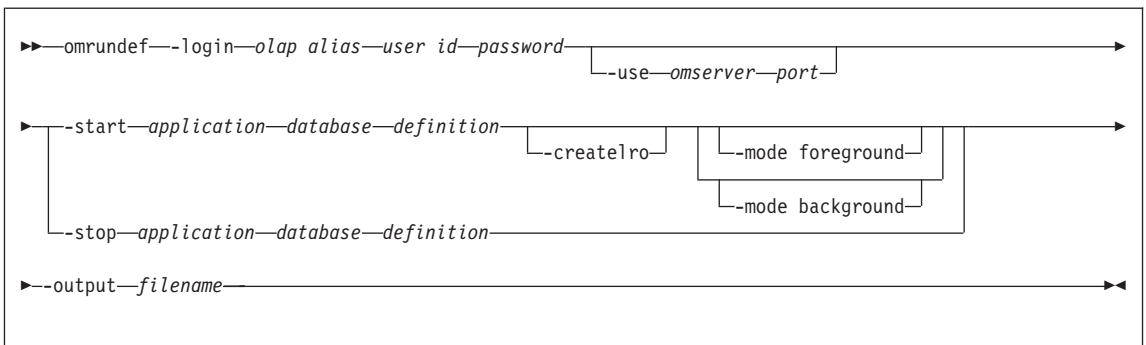 omrundef -login olap alias user id password
-use omserver port
-start application database definition
-createlro -mode foreground
-mode background
-stop application database definition
-output filename